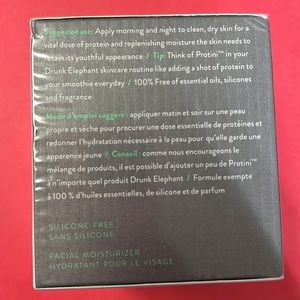 Suggested use: Apply morning and night to clean, dry skin for a
vital dose of protein and replenishing moisture the skin needs to
retain its youthful appearance / Tip: Think of Protini™ in your
Drunk Elephant skincare routine like adding a shot of protein to
your smoothie everyday / 100% Free of essential oils, silicones
and fragrance
Mode d'emploi suggéré : appliquer matin et soir sur une peau
propre et sèche pour procurer une dose essentielle de protéines et
redonner l'hydratation nécessaire à la peau pour qu'elle garde une
apparence jeune / Conseil : comme nous encourageons le
mélange de produits, il est possible d'ajouter un peu de Protini™
à n'importe quel produit Drunk Elephant / Formule exempte
à 100 % d'huiles essentielles, de silicone et de parfum
SILICONE-FREE
SANS SILICONE
FACIAL MOISTURIZER
HYDRATANT POUR LE VISAGE